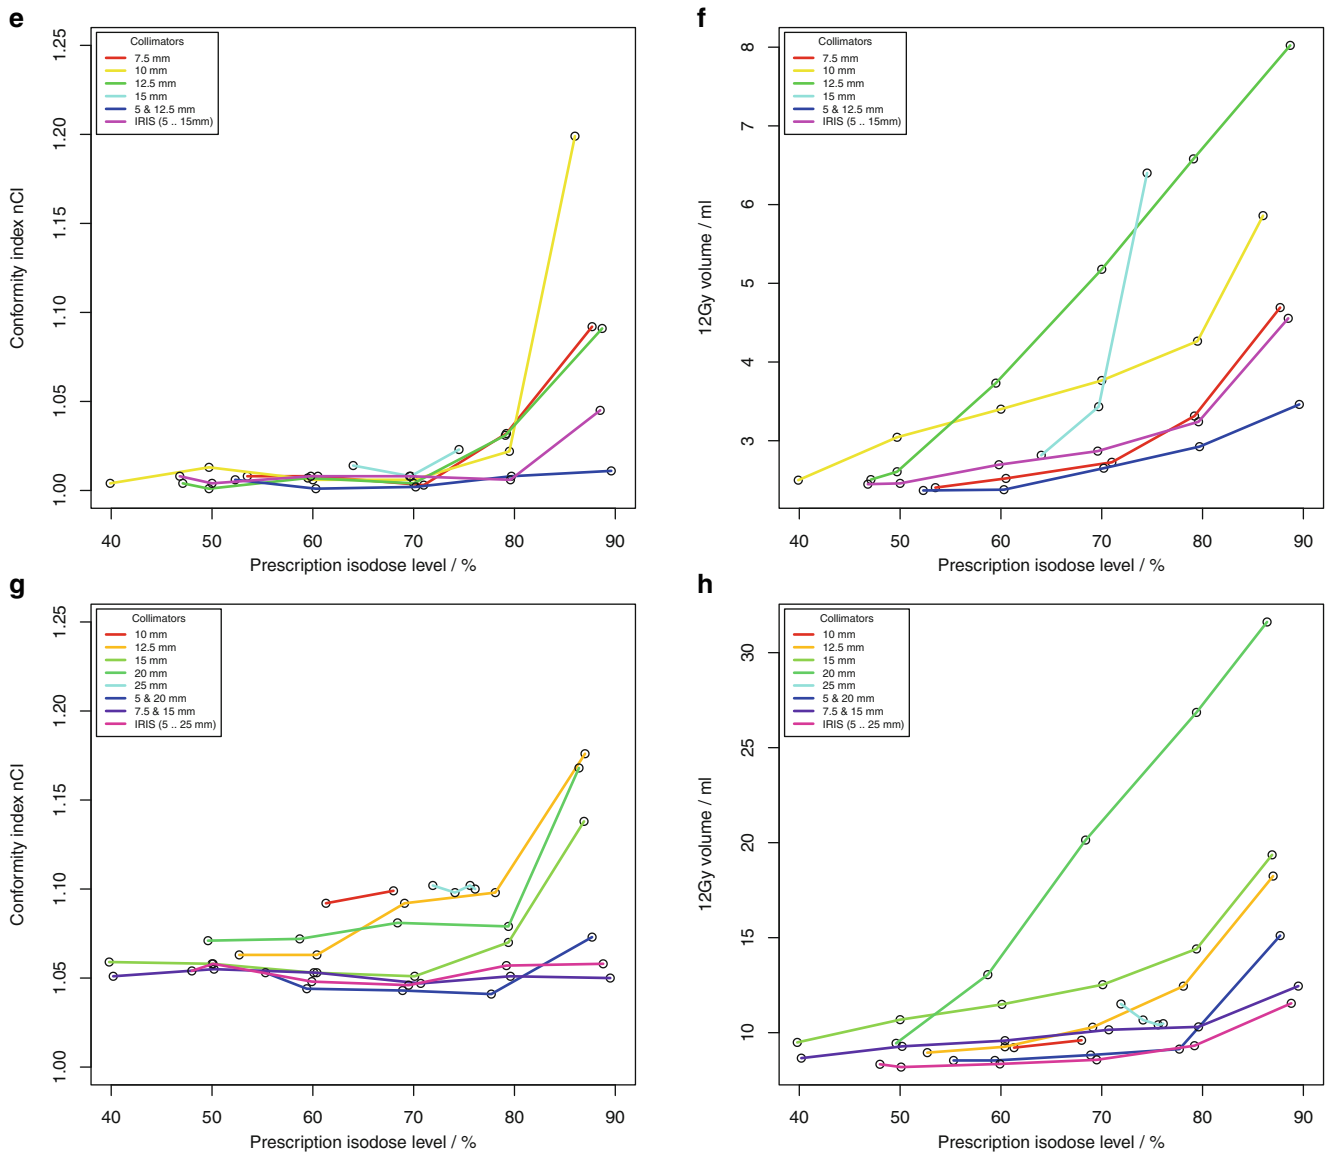 e
Conformity index nCI
1.00 1.05 1.10 1.15 1.20 1.25
Collimators
7.5 mm
10 mm
12.5 mm
15 mm
5 & 12.5 mm
IRIS (5 .. 15mm)
40 50 60 70 80 90
Prescription isodose level / %
f
12Gy volume / ml
3 4 5 6 7 8
Collimators
7.5 mm
10 mm
12.5 mm
15 mm
5 & 12.5 mm
IRIS (5 .. 15mm)
40 50 60 70 80 90
Prescription isodose level / %
g
Conformity index nCI
1.00 1.05 1.10 1.15 1.20 1.25
Collimators
10 mm
12.5 mm
15 mm
20 mm
25 mm
5 & 20 mm
7.5 & 15 mm
IRIS (5 .. 25 mm)
40 50 60 70 80 90
Prescription isodose level / %
h
12Gy volume / ml
10 15 20 25 30
Collimators
10 mm
12.5 mm
15 mm
20 mm
25 mm
5 & 20 mm
7.5 & 15 mm
IRIS (5 .. 25 mm)
40 50 60 70 80 90
Prescription isodose level / %